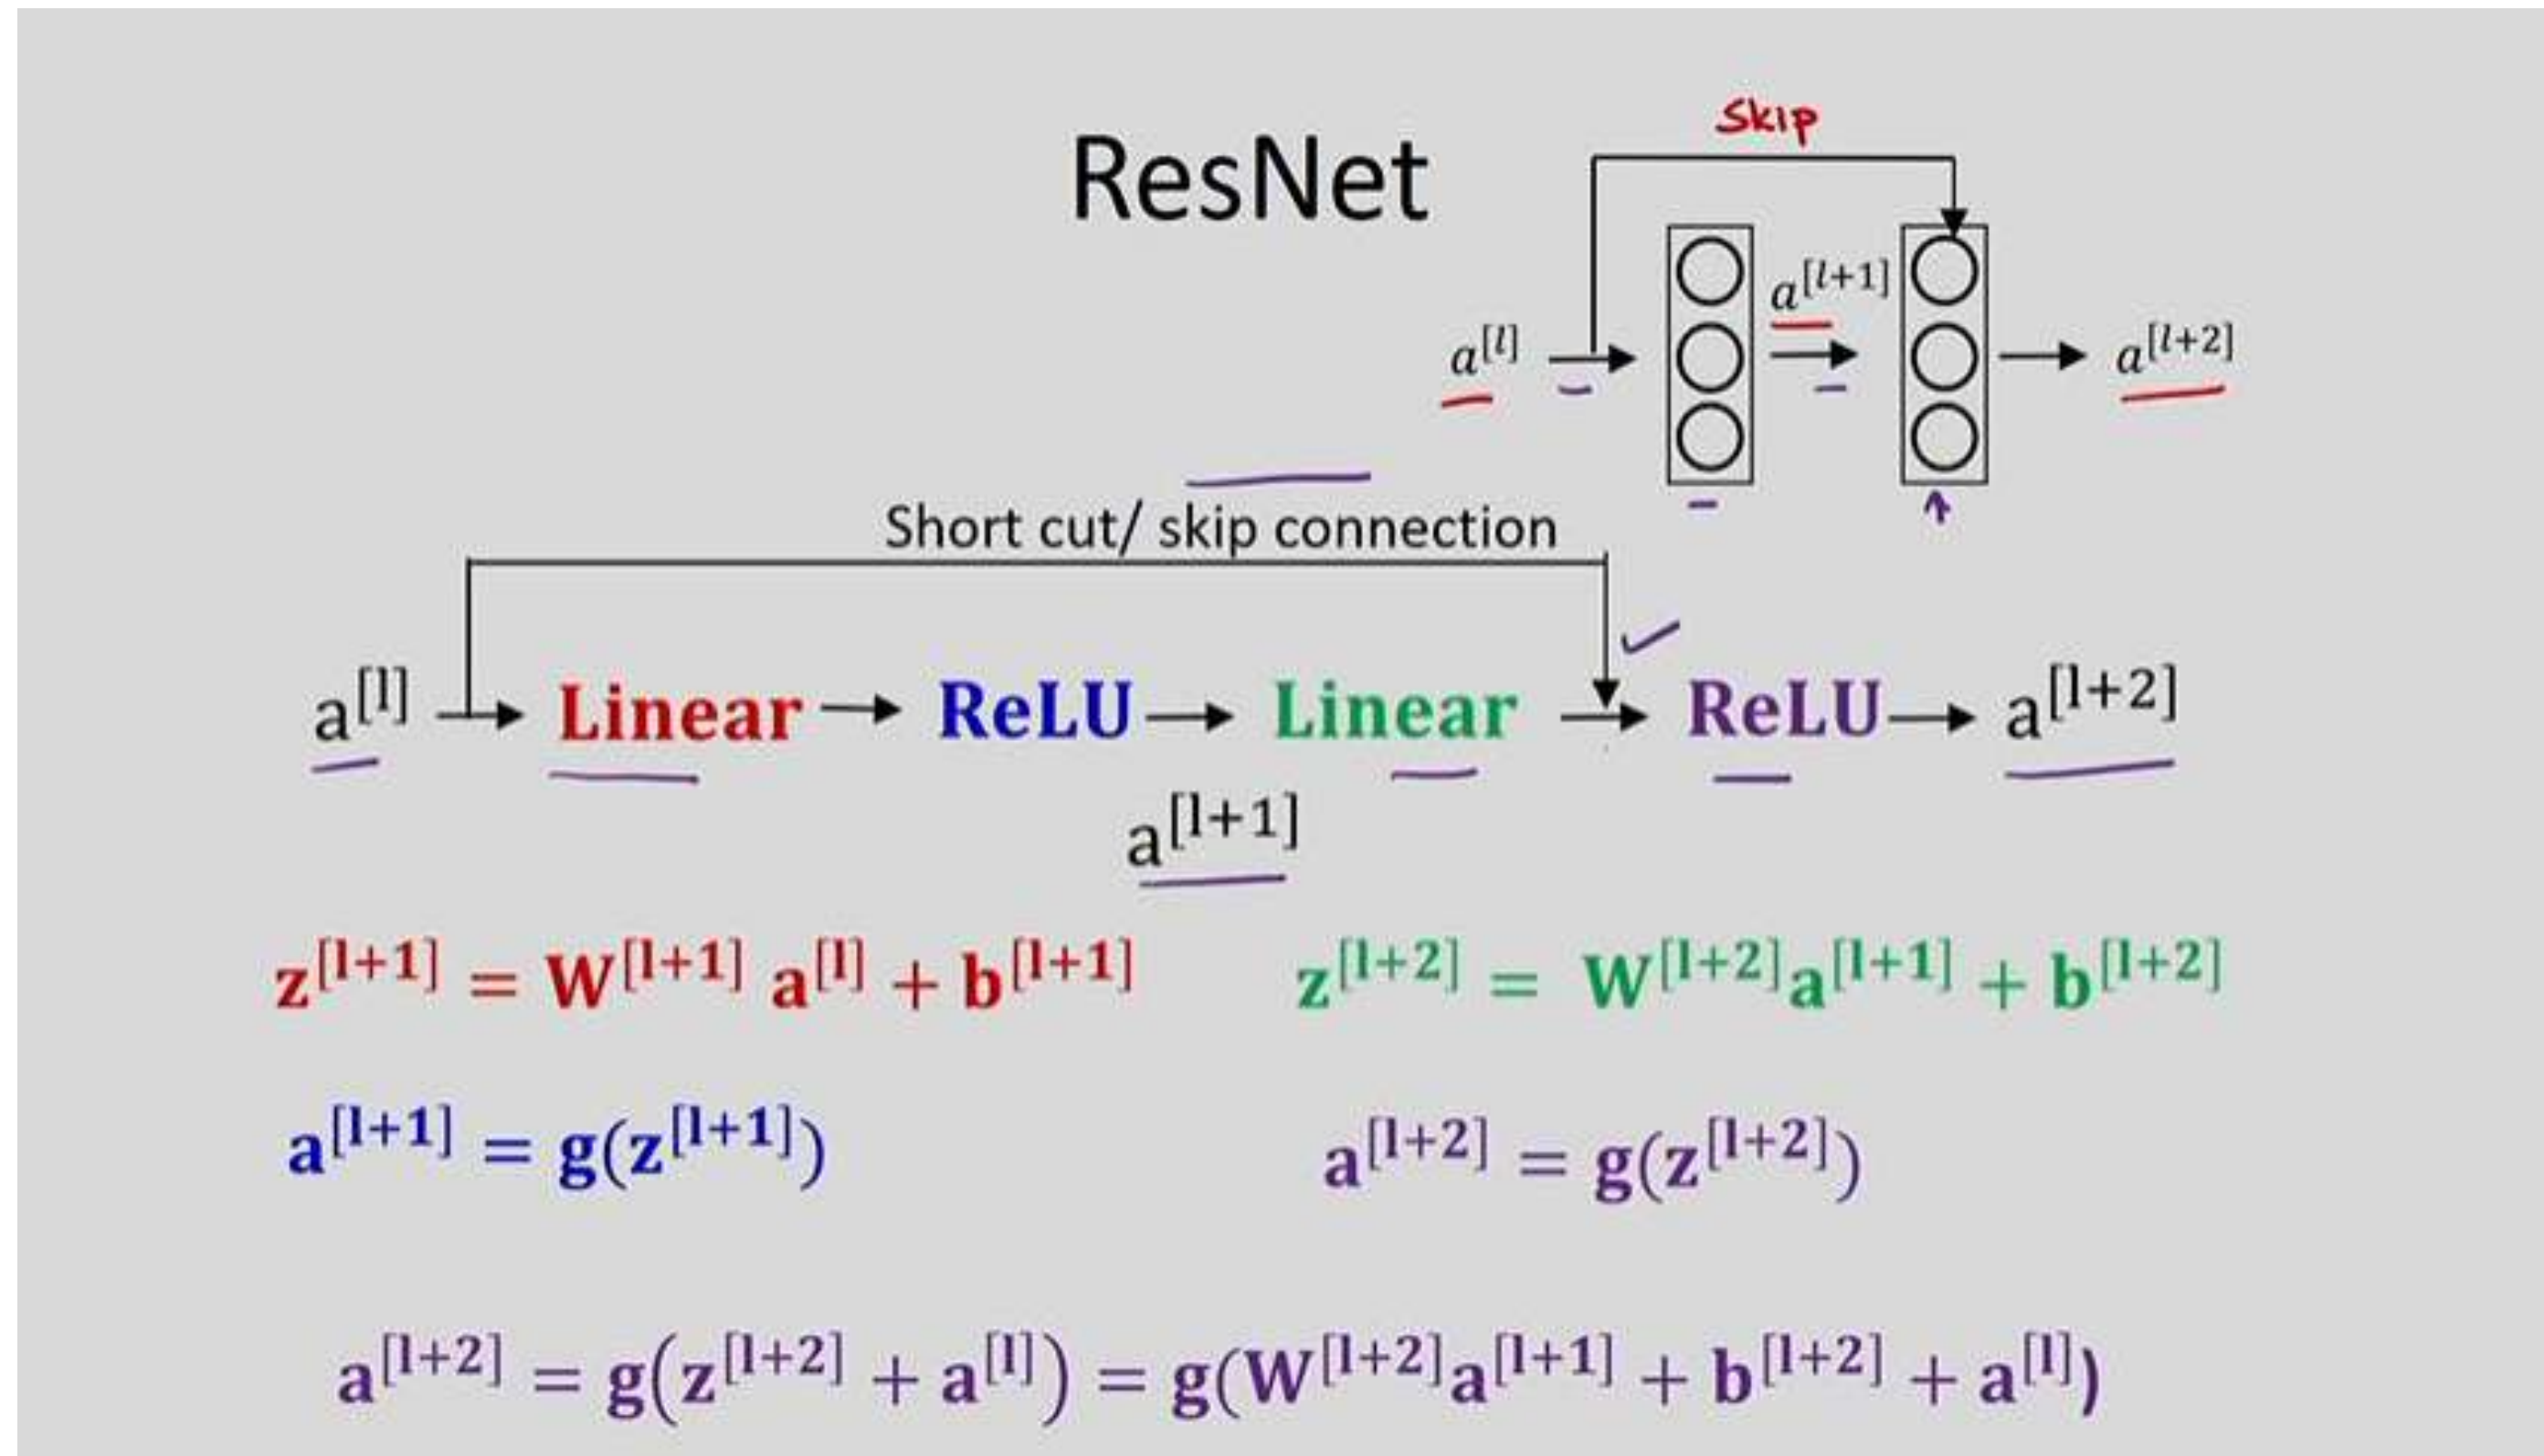 Skip
ResNet
a^[l] a^[l+1] a^[l+2]
Short cut/ skip connection
a^[l] → Linear → ReLU → Linear → ReLU → a^[l+2]
a^[l+1]
z^[l+1] = W^[l+1] a^[l] + b^[l+1] z^[l+2] = W^[l+2]a^[l+1] + b^[l+2]
a^[l+1] = g(z^[l+1]) a^[l+2] = g(z^[l+2])
a^[l+2] = g(z^[l+2] + a^[l]) = g(W^[l+2]a^[l+1] + b^[l+2] + a^[l])